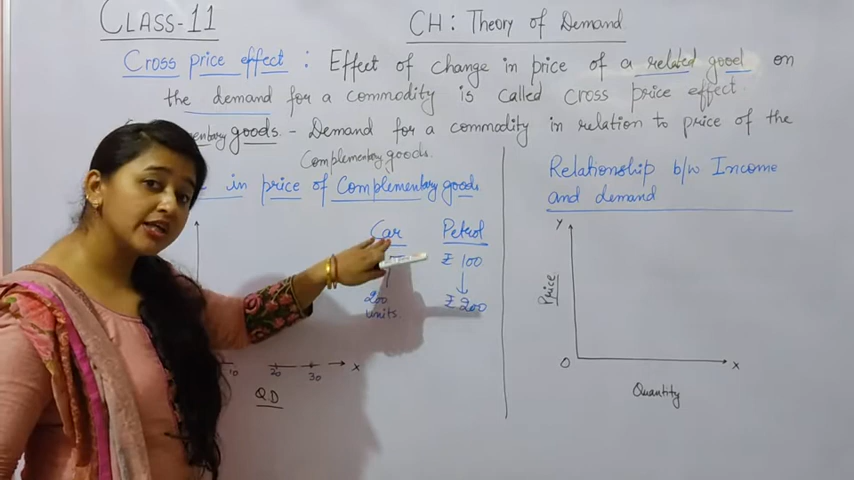 CLASS-11
CH: Theory of Demand
Cross price effect : Effect of change in price of a related good on
the demand for a commodity is called cross price effect.
goods. - Demand for a commodity in relation to price of the
Complementary goods.
in price of Complementary goods
Car Petrol
₹ 100
200 ₹ 200
units.
10 20 30 X
Q.D
Relationship b/w Income
and demand
Y
Price
O X
Quantity